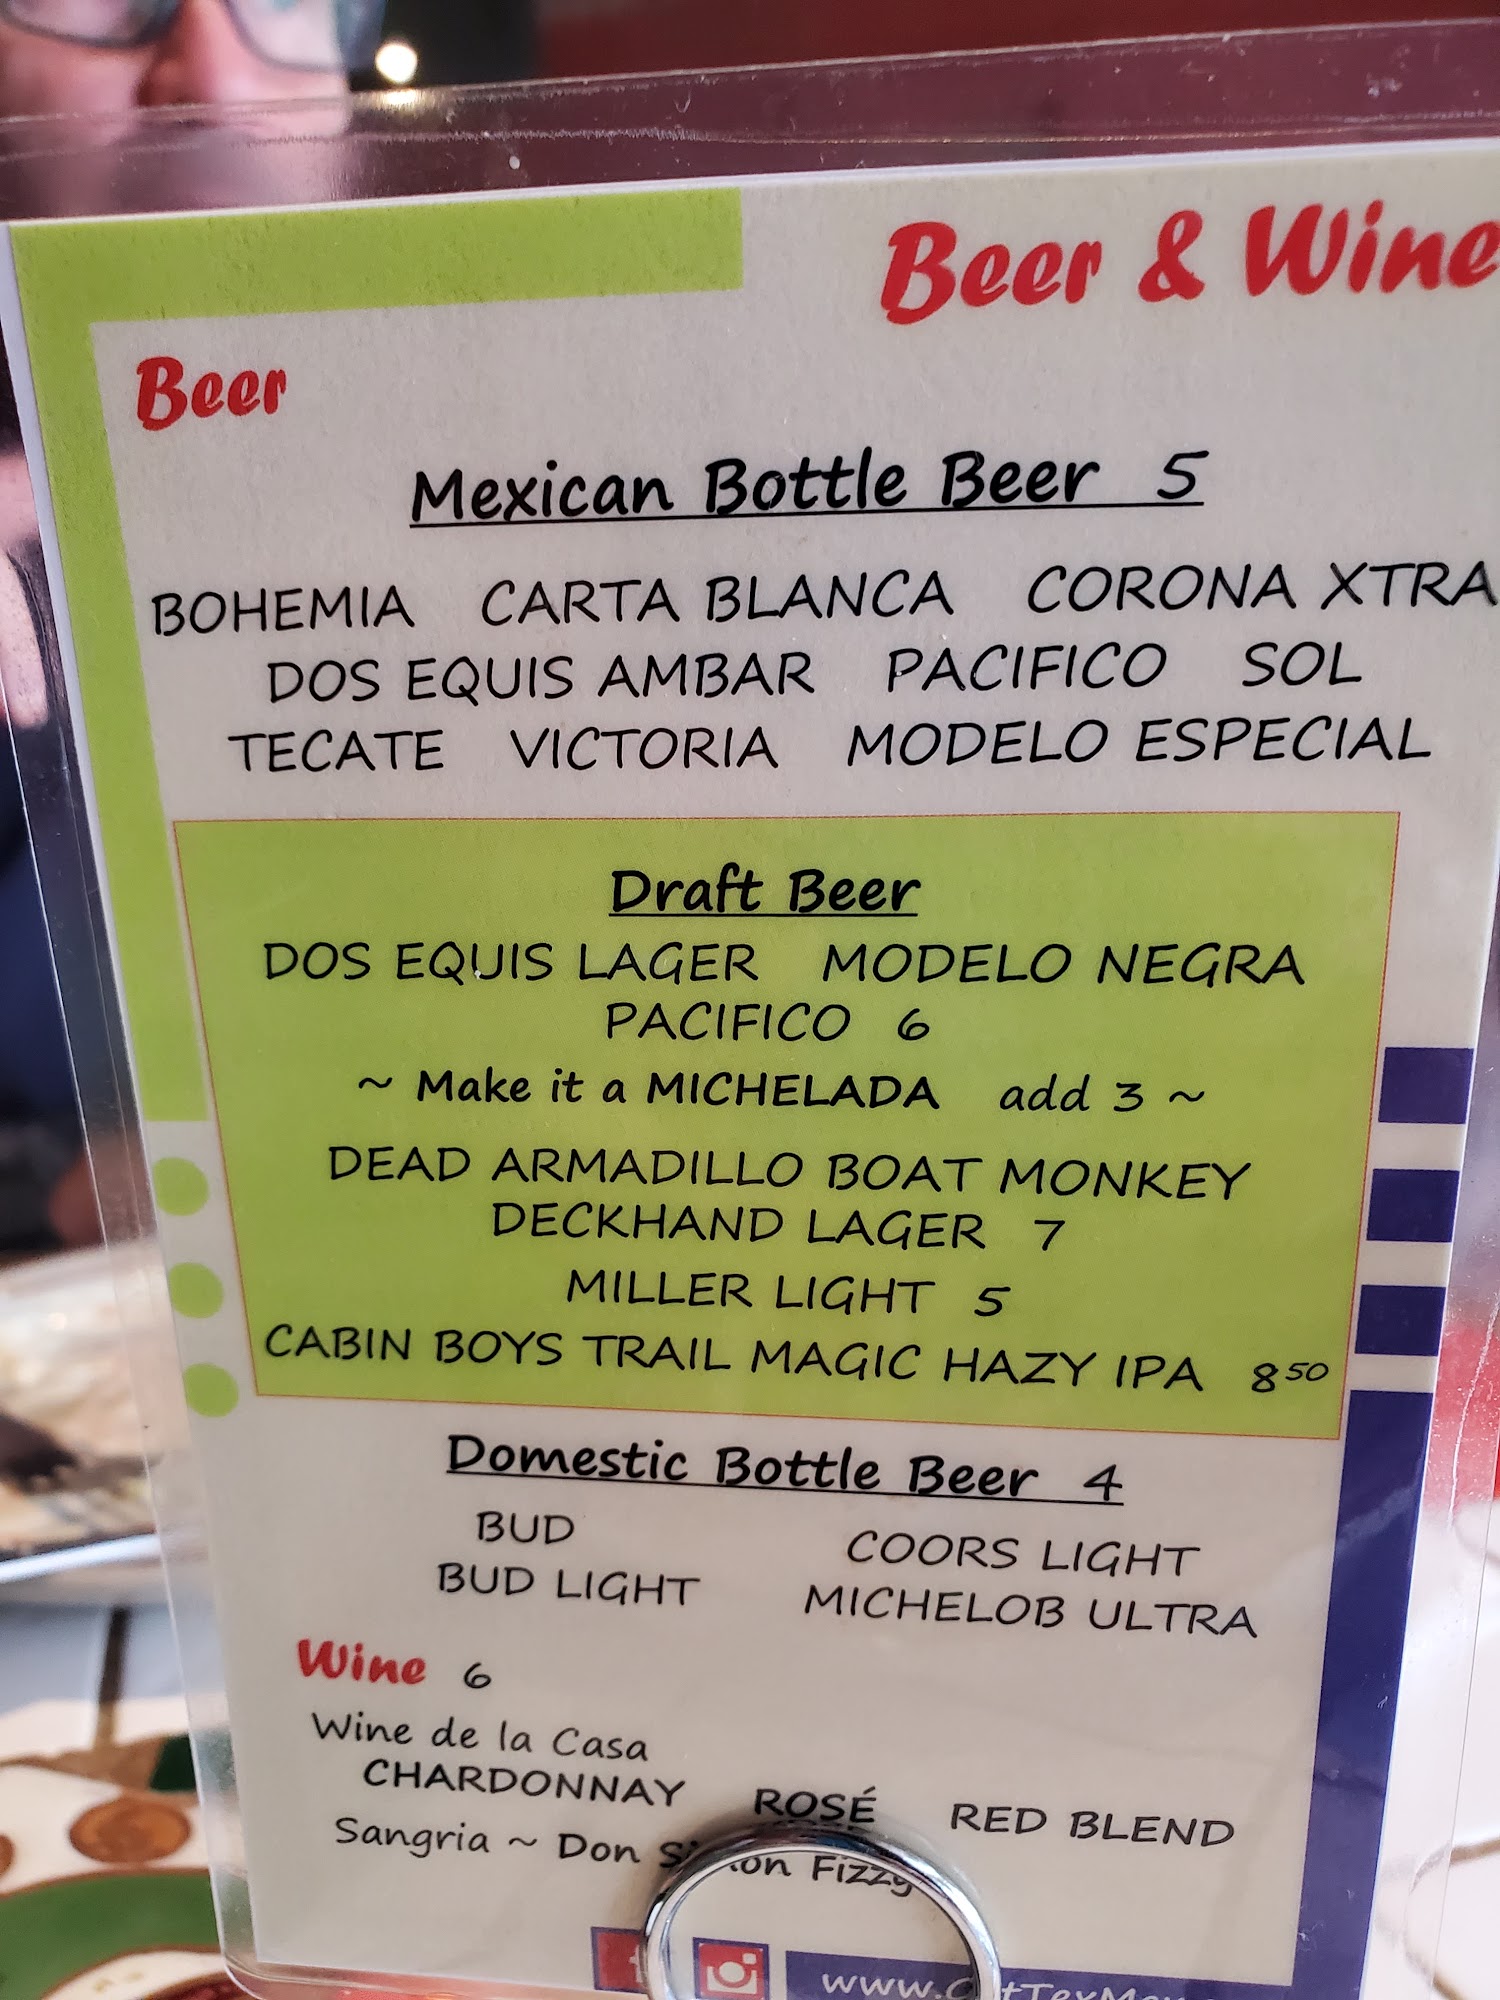 Beer & Wine
Beer
Mexican Bottle Beer 5
BOHEMIA CARTA BLANCA CORONA XTRA
DOS EQUIS AMBAR PACIFICO SOL
TECATE VICTORIA MODELO ESPECIAL
Draft Beer
DOS EQUIS LAGER MODELO NEGRA
PACIFICO 6
~ Make it a MICHELADA add 3 ~
DEAD ARMADILLO BOAT MONKEY
DECKHAND LAGER 7
MILLER LIGHT 5
CABIN BOYS TRAIL MAGIC HAZY IPA 8⁵⁰
Domestic Bottle Beer 4
BUD COORS LIGHT
BUD LIGHT MICHELOB ULTRA
Wine 6
Wine de la Casa
CHARDONNAY ROSÉ RED BLEND
Sangria ~ Don Simon Fizzy